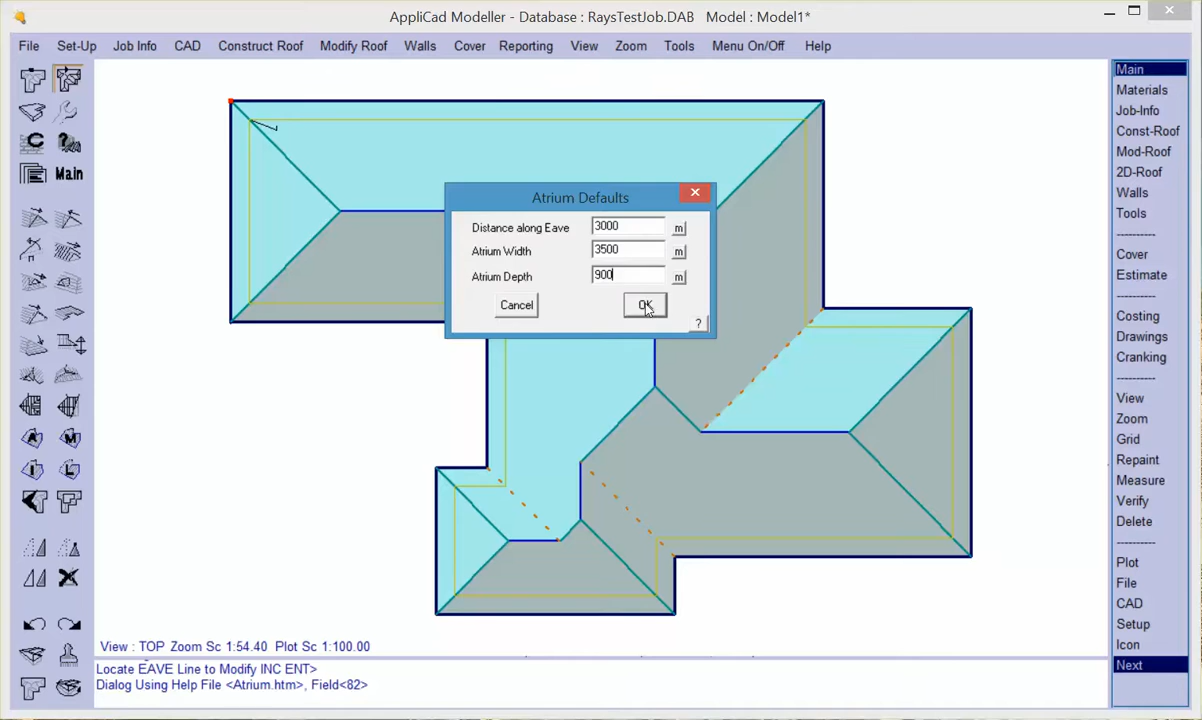 AppliCad Modeller - Database : RaysTestJob.DAB Model : Model1*
File Set-Up Job Info CAD Construct Roof Modify Roof Walls Cover Reporting View Zoom Tools Menu On/Off Help
Main
Atrium Defaults
Distance along Eave 3000 m
Atrium Width 3500 m
Atrium Depth 900 m
Cancel OK
?
C
A M
I L
Main
Materials
Job-Info
Const-Roof
Mod-Roof
2D-Roof
Walls
Tools
----------
Cover
Estimate
----------
Costing
Drawings
Cranking
----------
View
Zoom
Grid
Repaint
Measure
Verify
Delete
----------
Plot
File
CAD
Setup
Icon
Next
View : TOP Zoom Sc 1:54.40 Plot Sc 1:100.00
Locate EAVE Line to Modify INC ENT>
Dialog Using Help File <Atrium.htm>, Field<82>